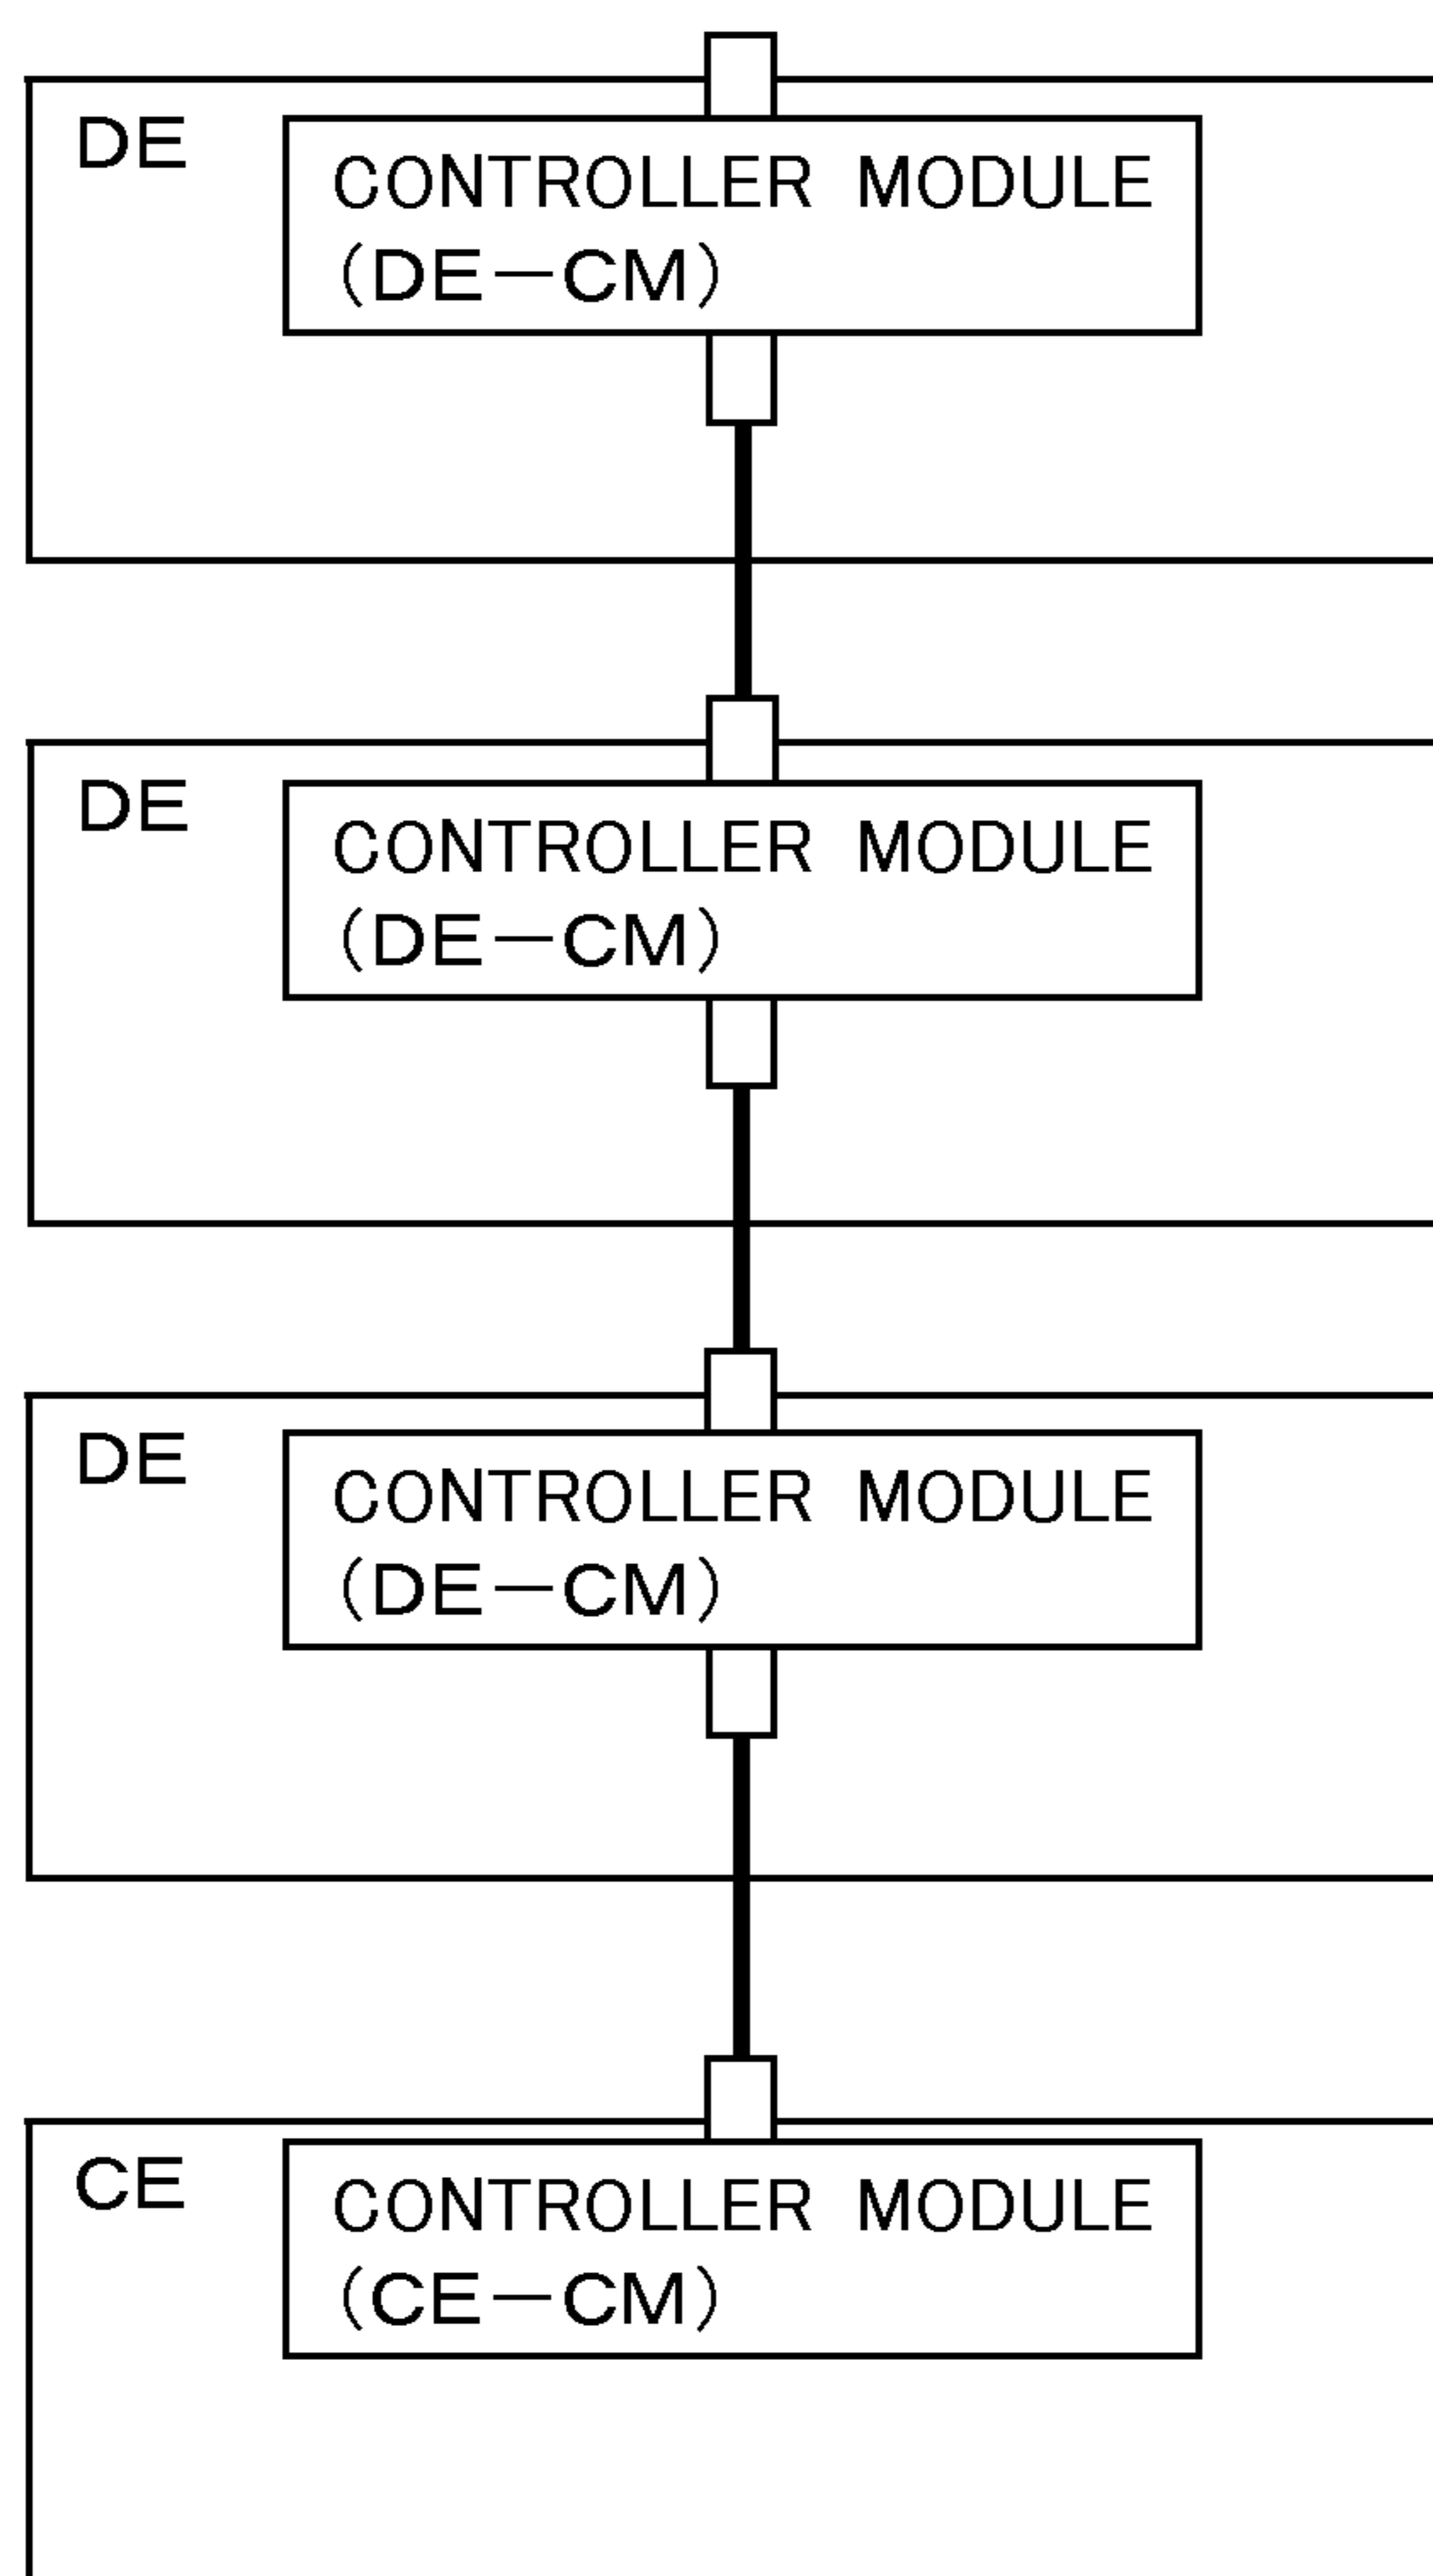 DE
CONTROLLER MODULE
(DE-CM)
DE
CONTROLLER MODULE
(DE-CM)
DE
CONTROLLER MODULE
(DE-CM)
CE
CONTROLLER MODULE
(CE-CM)